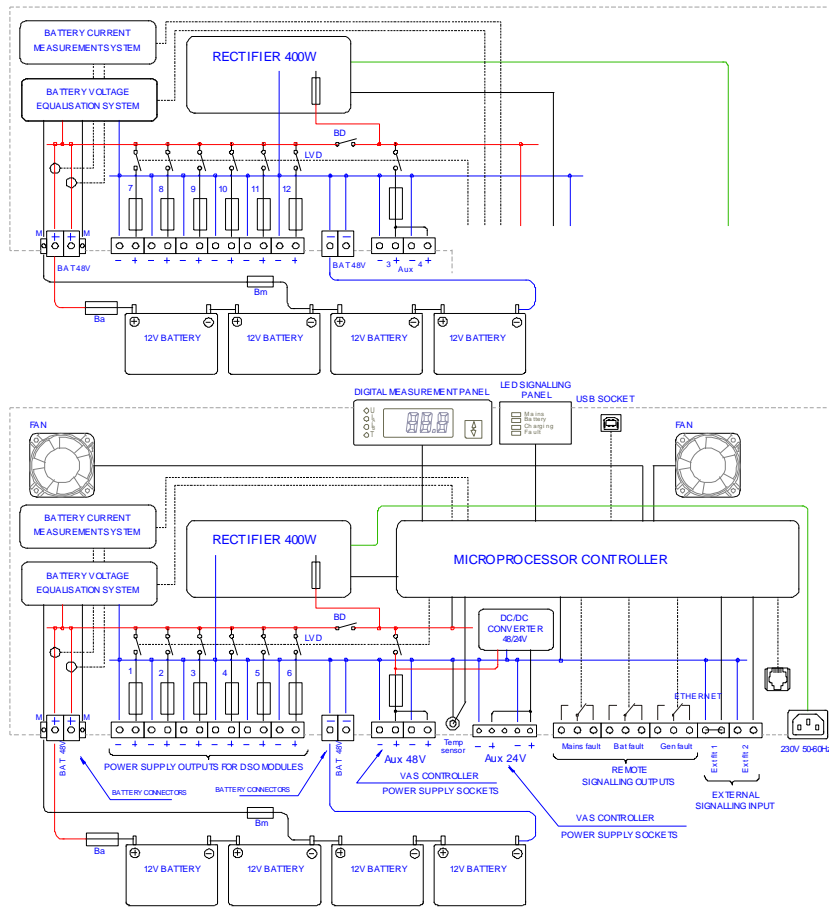 BATTERY CURRENT
MEASUREMENT SYSTEM
RECTIFIER 400W
BATTERY VOLTAGE
EQUALISATION SYSTEM
BD
LVD
7 8 9 10 11 12
M + + M
− −
BAT 48V
− + − + − + − + − + − +
BAT 48V
− 3 + − 4 +
Aux
Bm
Ba
+ − + − + − + −
12V BATTERY 12V BATTERY 12V BATTERY 12V BATTERY
DIGITAL MEASUREMENT PANEL
LED SIGNALLING
PANEL
USB SOCKET
U
I
I
T
88.8
Mains
Battery
Charging
Fault
FAN
FAN
BATTERY CURRENT
MEASUREMENT SYSTEM
RECTIFIER 400W
MICROPROCESSOR CONTROLLER
BATTERY VOLTAGE
EQUALISATION SYSTEM
BD
DC/DC
CONVERTER
48/24V
LVD
1 2 3 4 5 6
ETHERNET
M + + M
− −
BAT 48V
− + − + − + − + − + − +
BAT 48V
− + − +
Aux 48V
Temp
sensor
− + − +
Aux 24V
Mains fault
Bat fault
Gen fault
Ext flt 1
Ext flt 2
230V 50-60Hz
POWER SUPPLY OUTPUTS FOR DSO MODULES
BATTERY CONNECTORS
BATTERY CONNECTORS
VAS CONTROLLER
POWER SUPPLY SOCKETS
REMOTE
SIGNALLING OUTPUTS
EXTERNAL
SIGNALLING INPUT
VAS CONTROLLER
POWER SUPPLY SOCKETS
Bm
Ba
+ − + − + − + −
12V BATTERY 12V BATTERY 12V BATTERY 12V BATTERY